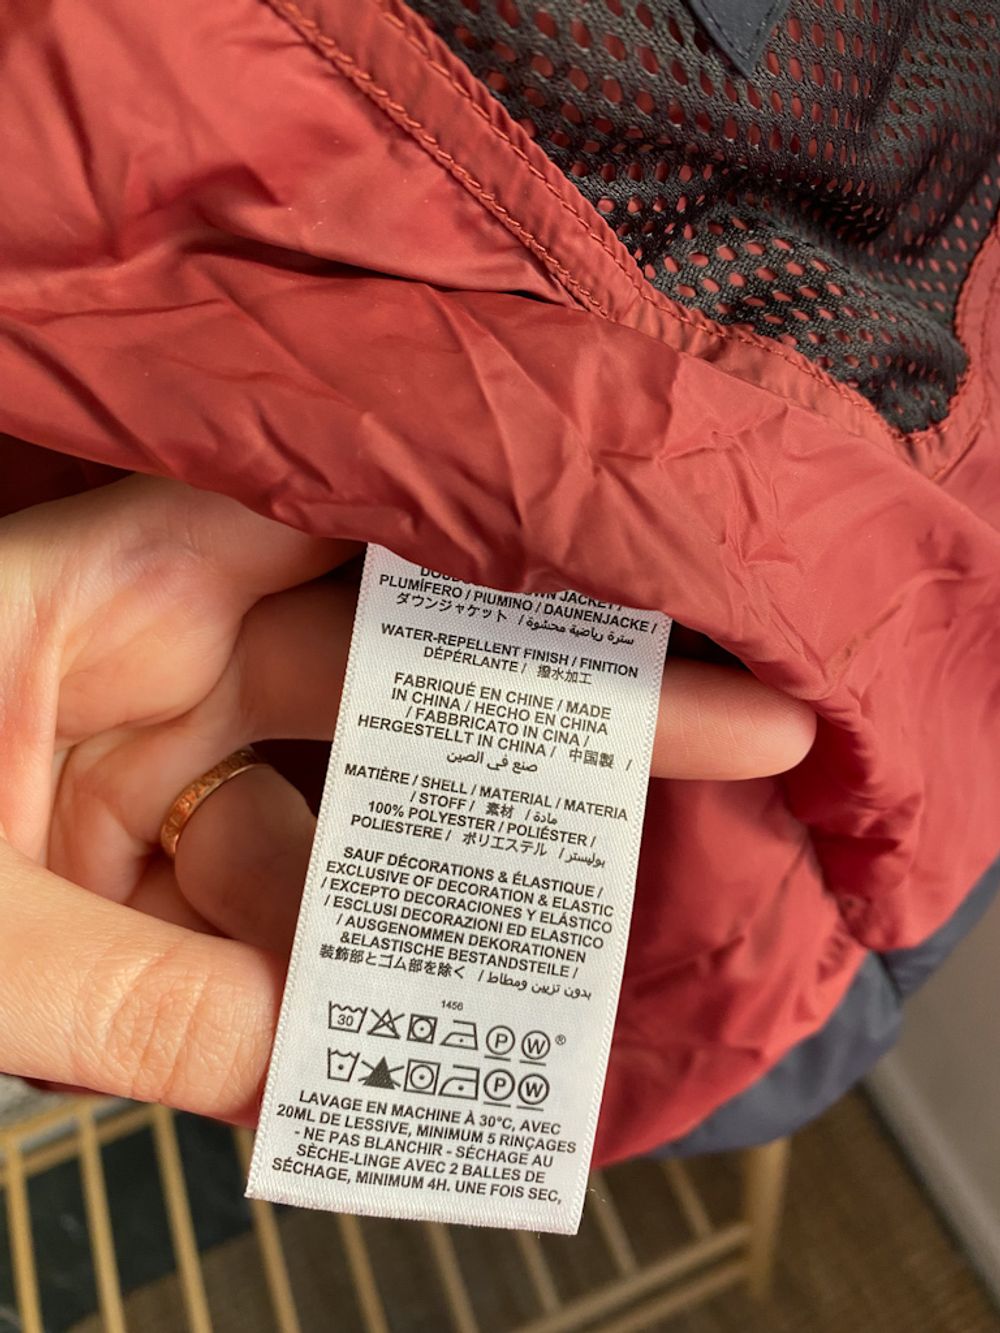 JACKET /
PLUMÍFERO / PIUMINO / DAUNENJACKE /
ダウンジャケット / سترة رياضية محشوة /
WATER-REPELLENT FINISH / FINITION
DÉPERLANTE / 撥水加工
FABRIQUÉ EN CHINE / MADE
IN CHINA / HECHO EN CHINA
/ FABBRICATO IN CINA /
HERGESTELLT IN CHINA / 中国製 /
صنع في الصين
MATIÈRE / SHELL / MATERIAL / MATERIA
/ STOFF / 素材 / مادة /
100% POLYESTER / POLIÉSTER /
POLIESTERE / ポリエステル / بوليستر /
SAUF DÉCORATIONS & ÉLASTIQUE /
EXCLUSIVE OF DECORATION & ELASTIC
/ EXCEPTO DECORACIONES Y ELÁSTICO
/ ESCLUSI DECORAZIONI ED ELASTICO
/ AUSGENOMMEN DEKORATIONEN
&ELASTISCHE BESTANDSTEILE /
装飾部とゴム部を除く / بدون تزيين ومطاط /
1456
30 P W ®
P W
LAVAGE EN MACHINE À 30°C, AVEC
20ML DE LESSIVE, MINIMUM 5 RINÇAGES
- NE PAS BLANCHIR - SÉCHAGE AU
SÈCHE-LINGE AVEC 2 BALLES DE
SÉCHAGE, MINIMUM 4H. UNE FOIS SEC,